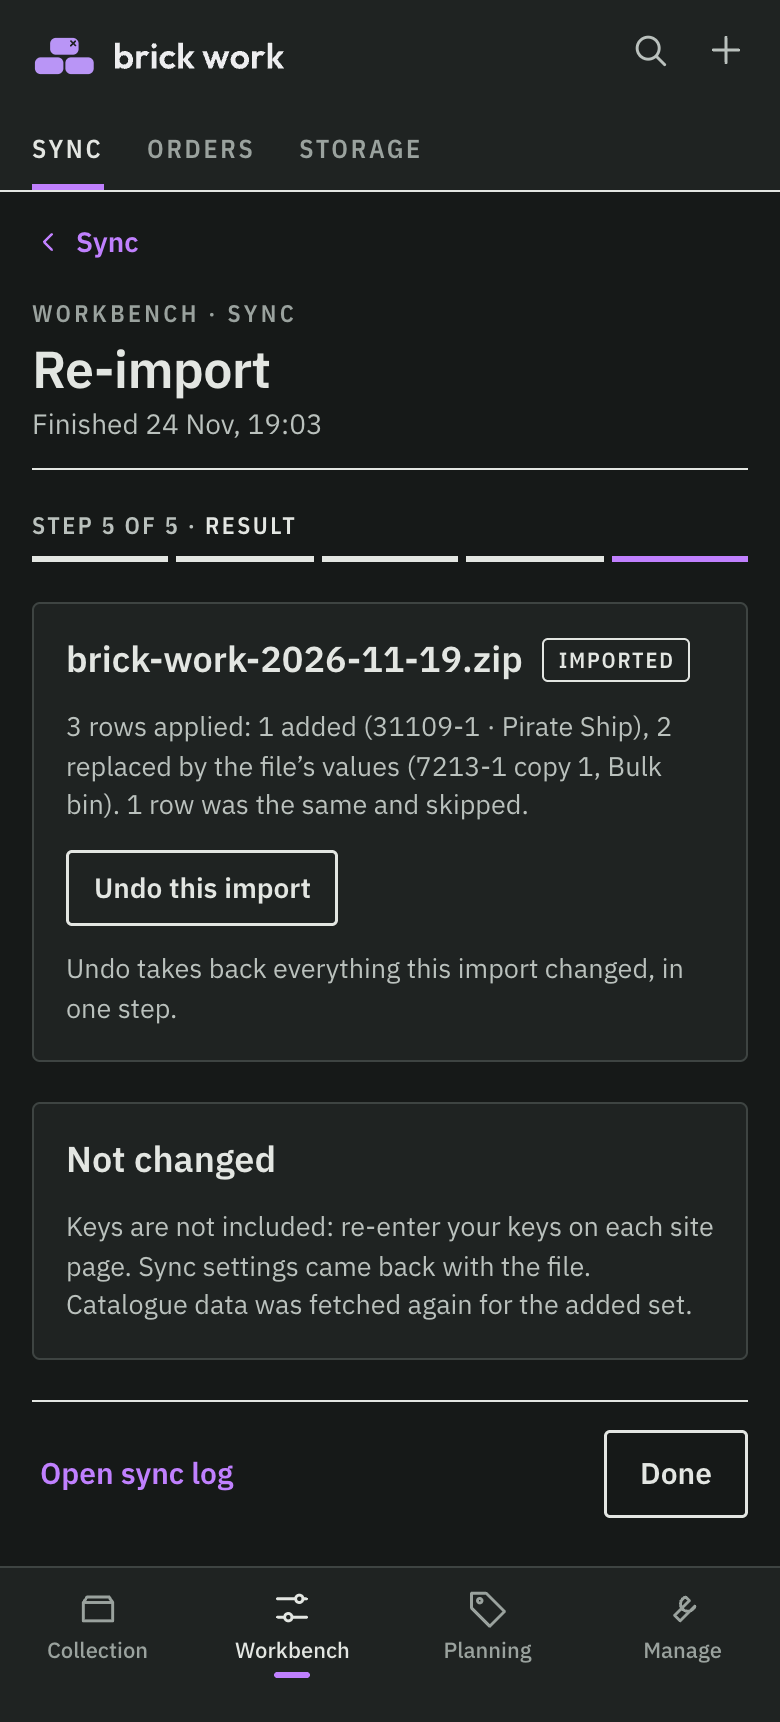 brick work
SYNC ORDERS STORAGE
Sync
WORKBENCH · SYNC
Re-import
Finished 24 Nov, 19:03
STEP 5 OF 5 · RESULT
brick-work-2026-11-19.zip IMPORTED
3 rows applied: 1 added (31109-1 · Pirate Ship), 2
replaced by the file’s values (7213-1 copy 1, Bulk
bin). 1 row was the same and skipped.
Undo this import
Undo takes back everything this import changed, in
one step.
Not changed
Keys are not included: re-enter your keys on each site
page. Sync settings came back with the file.
Catalogue data was fetched again for the added set.
Open sync log Done
Collection Workbench Planning Manage